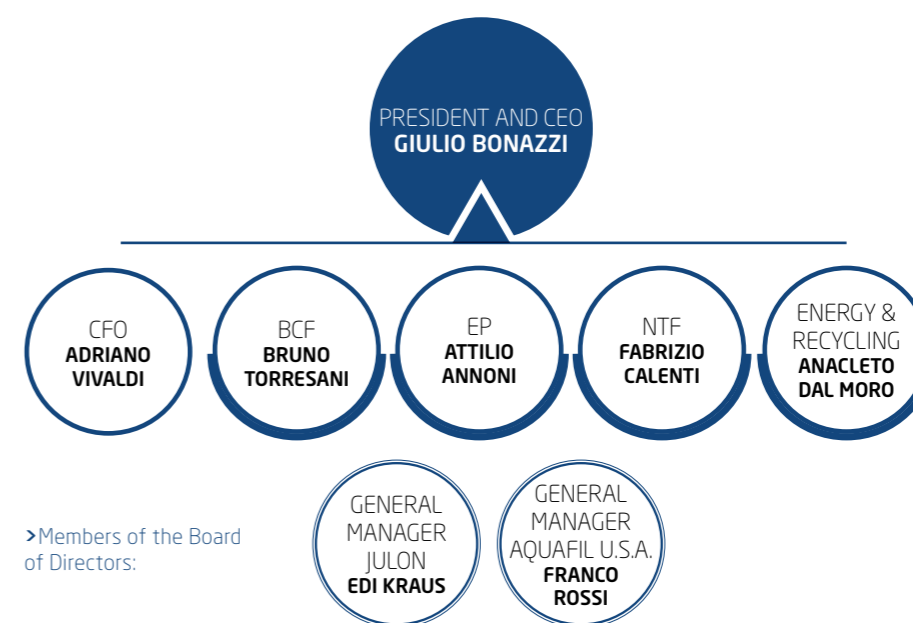 PRESIDENT AND CEO
GIULIO BONAZZI
CFO
ADRIANO
VIVALDI
BCF
BRUNO
TORRESANI
EP
ATTILIO
ANNONI
NTF
FABRIZIO
CALENTI
ENERGY &
RECYCLING
ANACLETO
DAL MORO
>Members of the Board
of Directors:
GENERAL
MANAGER
JULON
EDI KRAUS
GENERAL
MANAGER
AQUAFIL U.S.A.
FRANCO
ROSSI